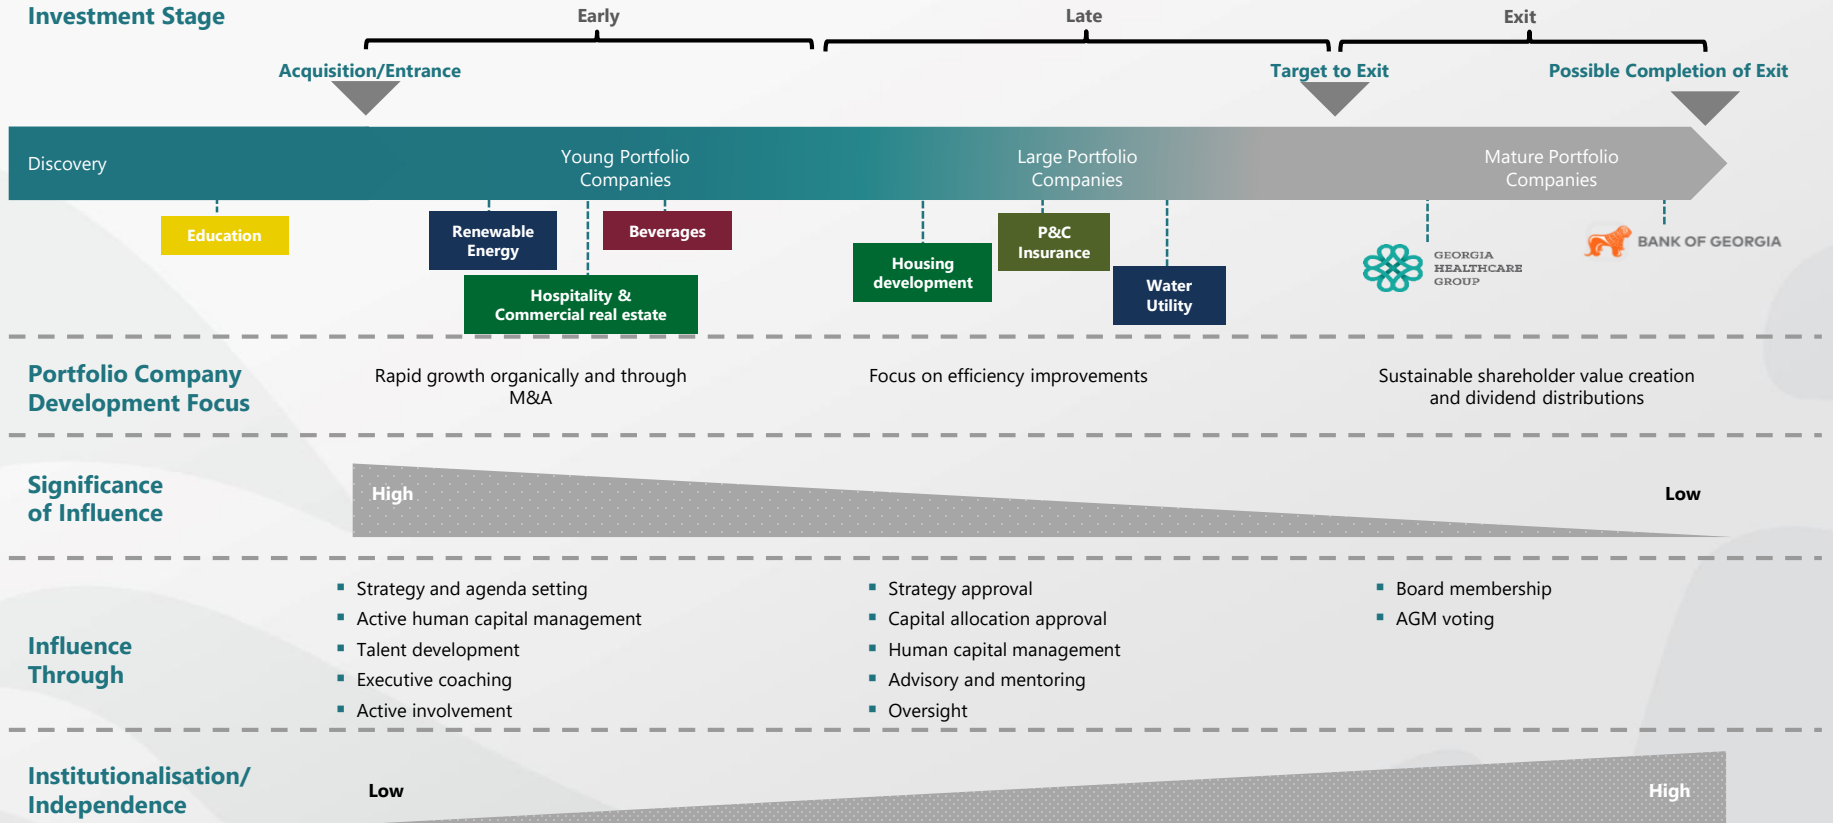 Investment Stage
Early
Late
Exit
Acquisition/Entrance
Target to Exit
Possible Completion of Exit
Discovery
Young Portfolio
Companies
Large Portfolio
Companies
Mature Portfolio
Companies
Education
Renewable
Energy
Beverages
Hospitality &
Commercial real estate
Housing
development
P&C
Insurance
Water
Utility
GEORGIA
HEALTHCARE
GROUP
BANK OF GEORGIA
Portfolio Company
Development Focus
Rapid growth organically and through
M&A
Focus on efficiency improvements
Sustainable shareholder value creation
and dividend distributions
Significance
of Influence
High
Low
Influence
Through
Strategy and agenda setting
Active human capital management
Talent development
Executive coaching
Active involvement
Strategy approval
Capital allocation approval
Human capital management
Advisory and mentoring
Oversight
Board membership
AGM voting
Institutionalisation/
Independence
Low
High